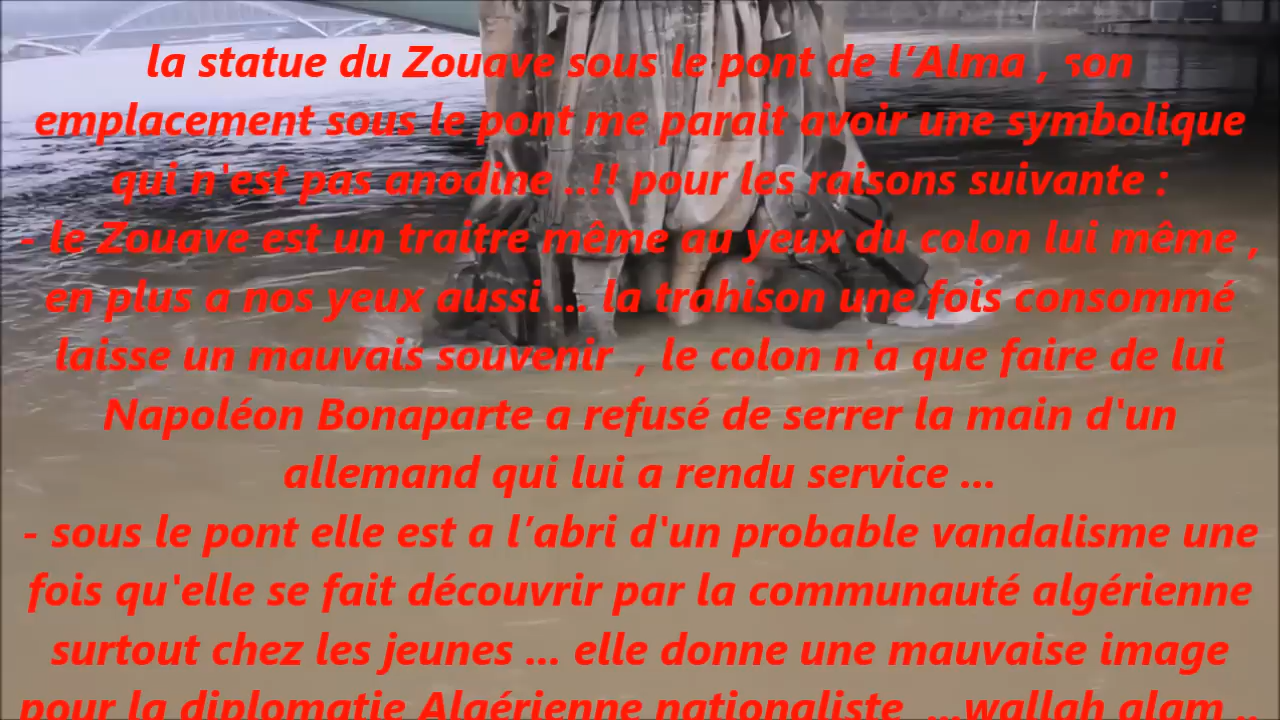 la statue du Zouave sous le pont de l’Alma , son
emplacement sous le pont me parait avoir une symbolique
qui n'est pas anodine ..!! pour les raisons suivante :
- le Zouave est un traitre même au yeux du colon lui même ,
en plus a nos yeux aussi ... la trahison une fois consommé
laisse un mauvais souvenir , le colon n'a que faire de lui
Napoléon Bonaparte a refusé de serrer la main d'un
allemand qui lui a rendu service ...
- sous le pont elle est a l’abri d'un probable vandalisme une
fois qu'elle se fait découvrir par la communauté algérienne
surtout chez les jeunes ... elle donne une mauvaise image
pour la diplomatie Algérienne nationaliste ...wallah alam ..